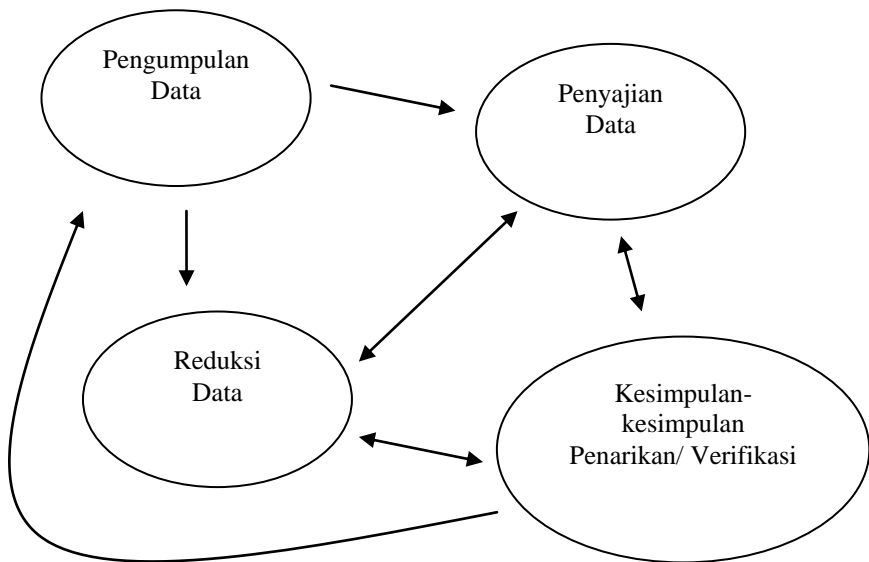 Pengumpulan
Data
Penyajian
Data
Reduksi
Data
Kesimpulan-
kesimpulan
Penarikan/ Verifikasi